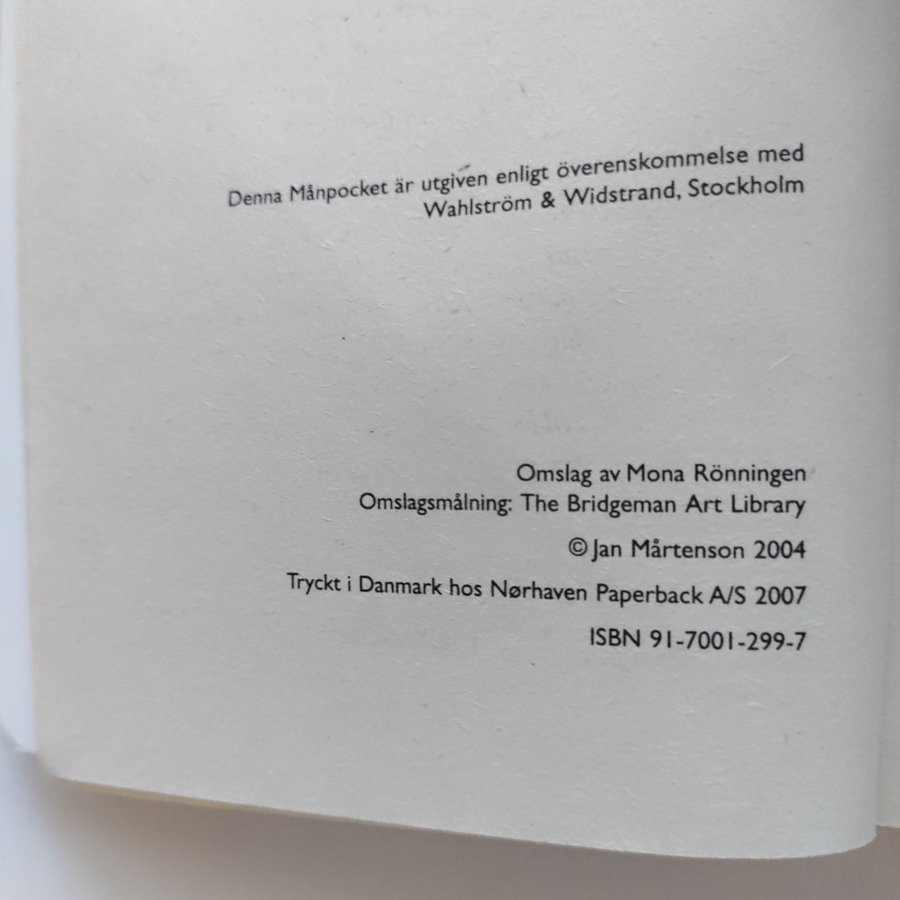 Denna Månpocket är utgiven enligt överenskommelse med
Wahlström & Widstrand, Stockholm
Omslag av Mona Rönningen
Omslagsmålning: The Bridgeman Art Library
© Jan Mårtenson 2004
Tryckt i Danmark hos Nørhaven Paperback A/S 2007
ISBN 91-7001-299-7